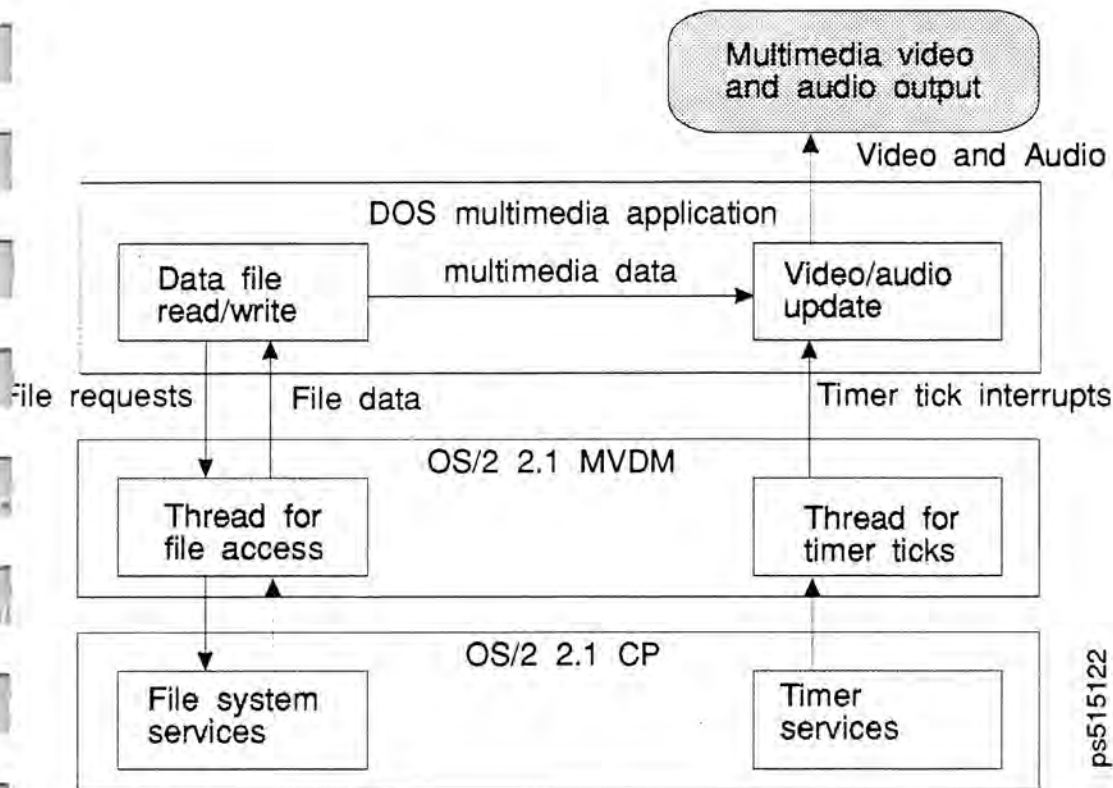 Multimedia video
and audio output
Video and Audio
DOS multimedia application
Data file
read/write
multimedia data
Video/audio
update
File requests
File data
Timer tick interrupts
OS/2 2.1 MVDM
Thread for
file access
Thread for
timer ticks
OS/2 2.1 CP
File system
services
Timer
services
ps515122